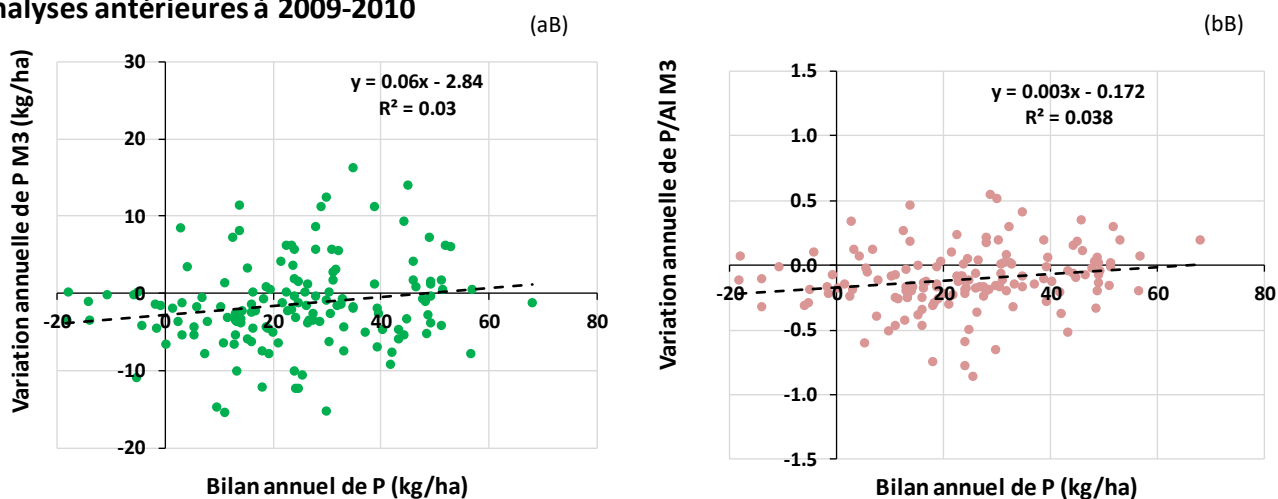 nalyses antérieures à 2009-2010
(aB)
Variation annuelle de P M3 (kg/ha)
30
20
10
0
-10
-20
-20
0
20
40
60
80
y = 0.06x - 2.84
R² = 0.03
Bilan annuel de P (kg/ha)
(bB)
Variation annuelle de P/Al M3
1.5
1.0
0.5
0.0
-0.5
-1.0
-1.5
-20
0
20
40
60
80
y = 0.003x - 0.172
R² = 0.038
Bilan annuel de P (kg/ha)